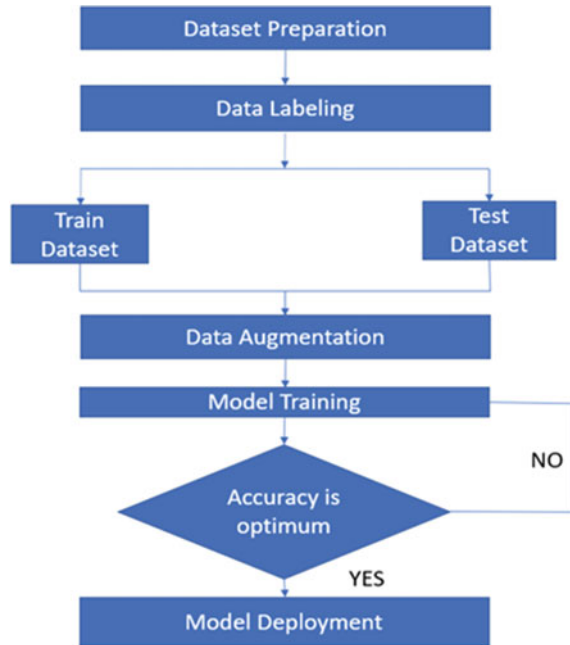 Dataset Preparation
Data Labeling
Train
Dataset
Test
Dataset
Data Augmentation
Model Training
NO
Accuracy is
optimum
YES
Model Deployment